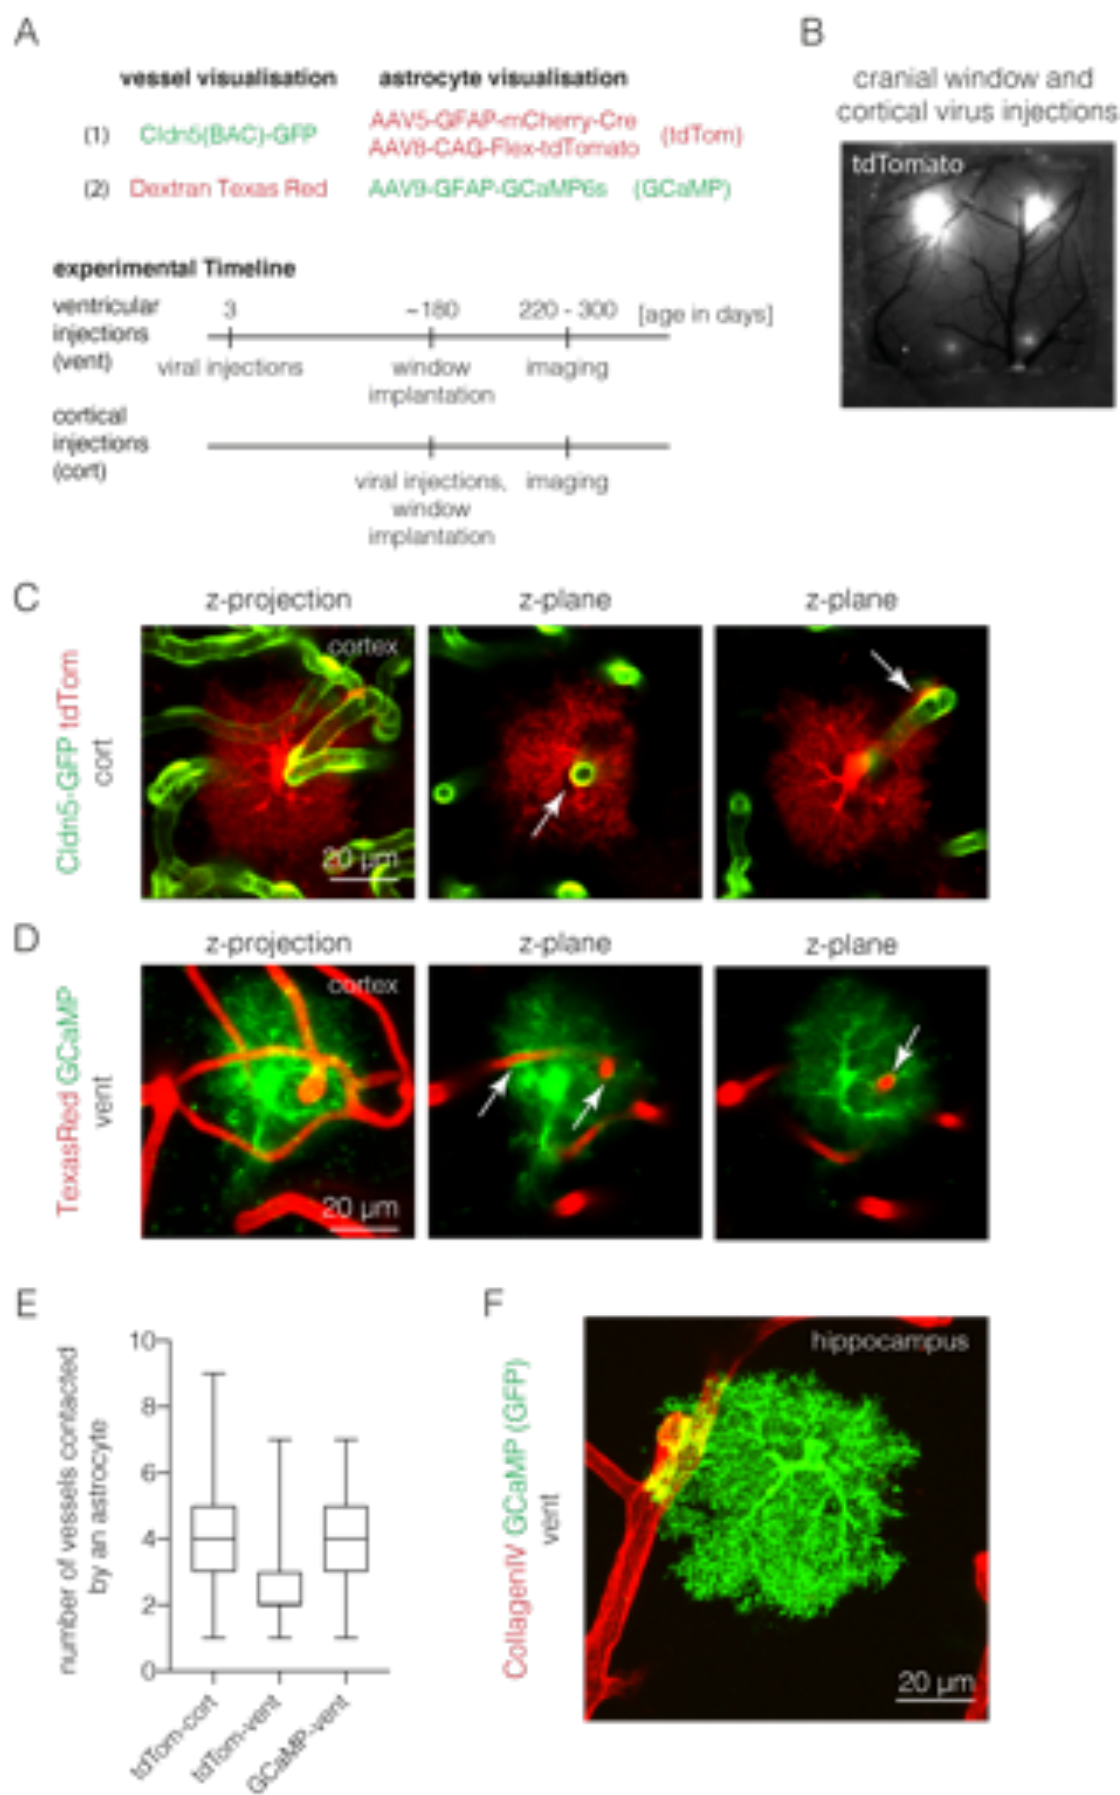 A
vessel visualisation astrocyte visualisation
(1) Cldn5(BAC)-GFP AAV5-GFAP-mCherry-Cre (tdTom)
AAV8-CAG-Flex-tdTomato
(2) Dextran Texas Red AAV9-GFAP-GCaMP6s (GCaMP)
experimental Timeline
ventricular
injections
(vent)
3 ~180 220 - 300 [age in days]
viral injections window imaging
implantation
cortical
injections
(cort)
viral injections, imaging
window
implantation
B
cranial window and
cortical virus injections
tdTomato
C
z-projection z-plane z-plane
Cldn5-GFP tdTom
cort
cortex
20 µm
D
z-projection z-plane z-plane
TexasRed GCaMP
vent
cortex
20 µm
E
number of vessels contacted
by an astrocyte
10
8
6
4
2
0
tdTom-cort
tdTom-vent
GCaMP-vent
F
CollagenIV GCaMP (GFP)
vent
hippocampus
20 µm